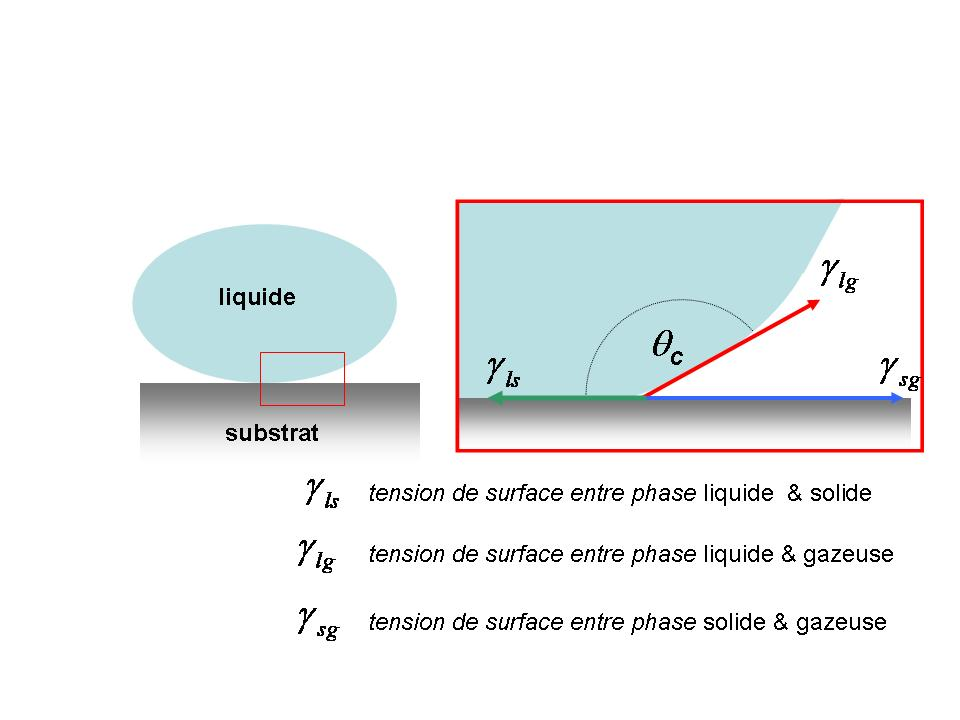 liquide
γlg
θC
γls
γsg
substrat
γls tension de surface entre phase liquide & solide
γlg tension de surface entre phase liquide & gazeuse
γsg tension de surface entre phase solide & gazeuse